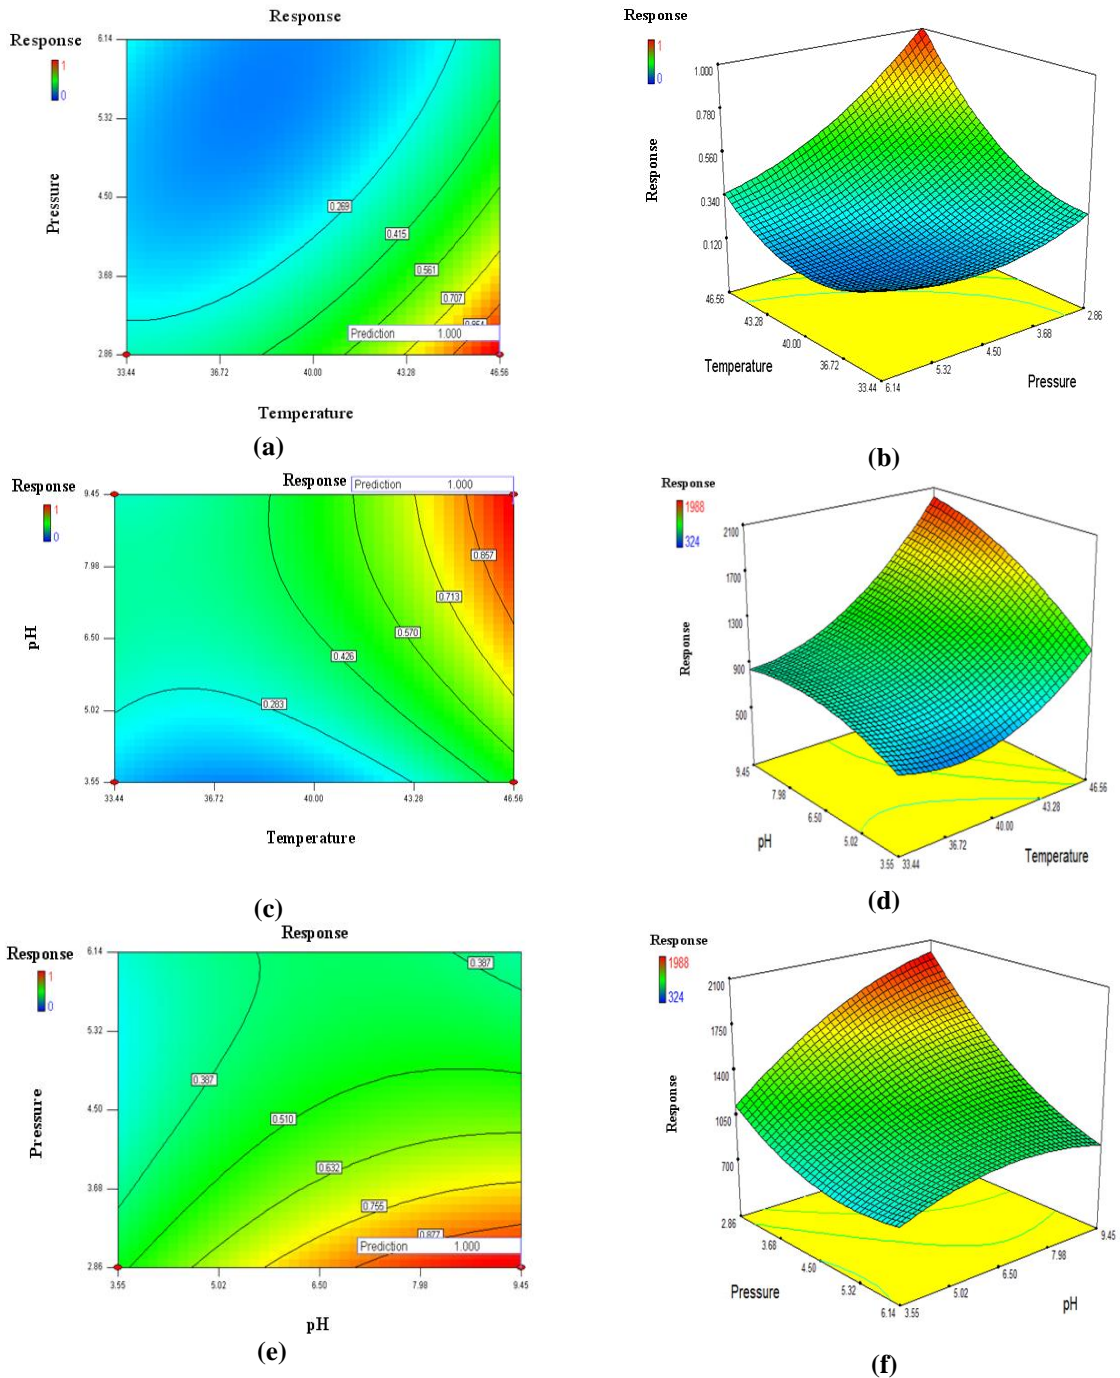 Response
Response
1
0
6.14
5.32
4.50
3.68
2.86
Pressure
0.269
0.415
0.561
0.707
Prediction 1.000
33.44 36.72 40.00 43.28 46.56
Temperature
(a)
Response
1
0
1.000
0.780
0.560
0.340
0.120
Response
46.56
43.28
40.00
36.72
33.44
6.14
5.32
4.50
3.68
2.86
Temperature
Pressure
(b)
Response
Response
1
0
Prediction 1.000
9.45
7.98
6.50
5.02
3.55
pH
0.857
0.713
0.570
0.426
0.283
33.44 36.72 40.00 43.28 46.56
Temperature
(c)
Response
1988
324
2100
1700
1300
900
500
Response
9.45
7.98
6.50
5.02
3.55
33.44
36.72
40.00
43.28
46.56
pH
Temperature
(d)
Response
Response
1
0
6.14
5.32
4.50
3.68
2.86
Pressure
0.387
0.387
0.510
0.632
0.755
0.877
Prediction 1.000
3.55 5.02 6.50 7.98 9.45
pH
(e)
Response
1988
324
2100
1750
1400
1050
700
Response
2.86
3.68
4.50
5.32
6.14
3.55
5.02
6.50
7.98
9.45
Pressure
pH
(f)